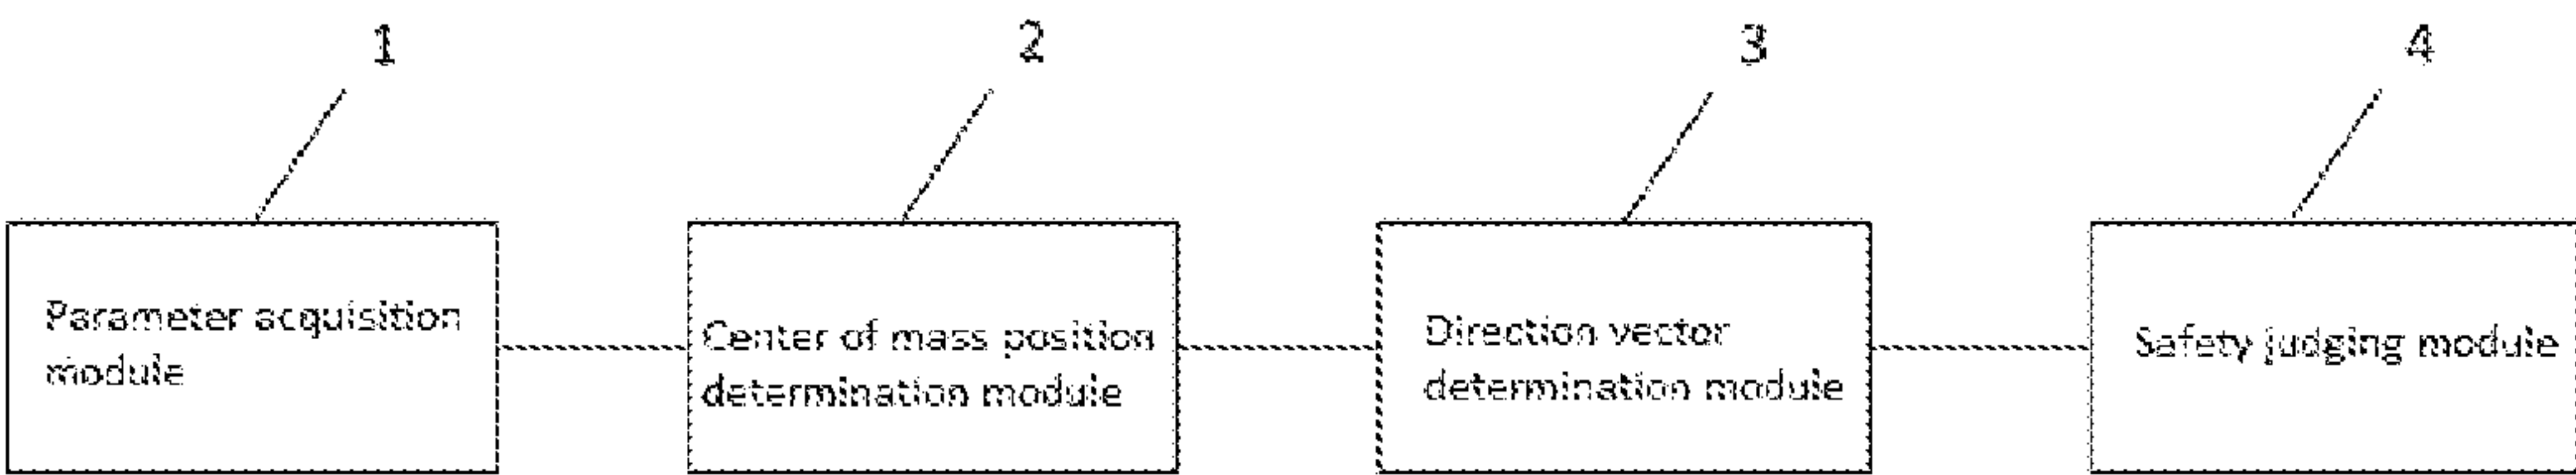 1
2
3
4
Parameter acquisition
module
Center of mass position
determination module
Direction vector
determination module
Safety judging module